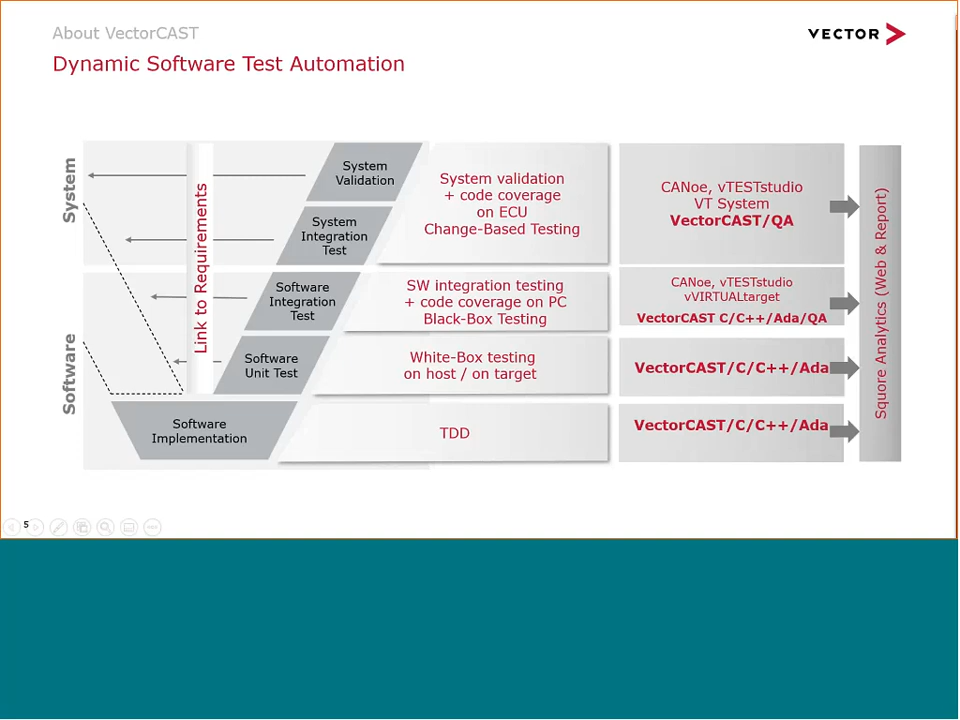 About VectorCAST
VECTOR
Dynamic Software Test Automation
System
Software
Link to Requirements
System
Validation
System
Integration
Test
Software
Integration
Test
Software
Unit Test
Software
Implementation
System validation
+ code coverage
on ECU
Change-Based Testing
SW integration testing
+ code coverage on PC
Black-Box Testing
White-Box testing
on host / on target
TDD
CANoe, vTESTstudio
VT System
VectorCAST/QA
CANoe, vTESTstudio
vVIRTUALtarget
VectorCAST C/C++/Ada/QA
VectorCAST/C/C++/Ada
VectorCAST/C/C++/Ada
Squore Analytics (Web & Report)
5